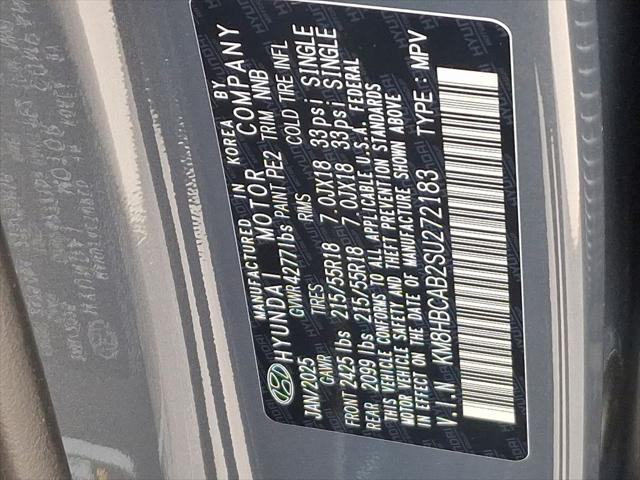 MANUFACTURED IN KOREA BY
HYUNDAI MOTOR COMPANY
JAN/2025 GVWR 4277lbs PAINT PE2 TRIM NNB
GAWR TIRES RIMS COLD TIRE INFL
FRONT 2425 lbs 215/55R18 7.0JX18 33psi SINGLE
REAR 2099 lbs 215/55R18 7.0JX18 33psi SINGLE
THIS VEHICLE CONFORMS TO ALL APPLICABLE U.S.A. FEDERAL
MOTOR VEHICLE SAFETY AND THEFT PREVENTION STANDARDS
IN EFFECT ON THE DATE OF MANUFACTURE SHOWN ABOVE
V.I.N. KM8HBCAB2SU272183 TYPE : MPV